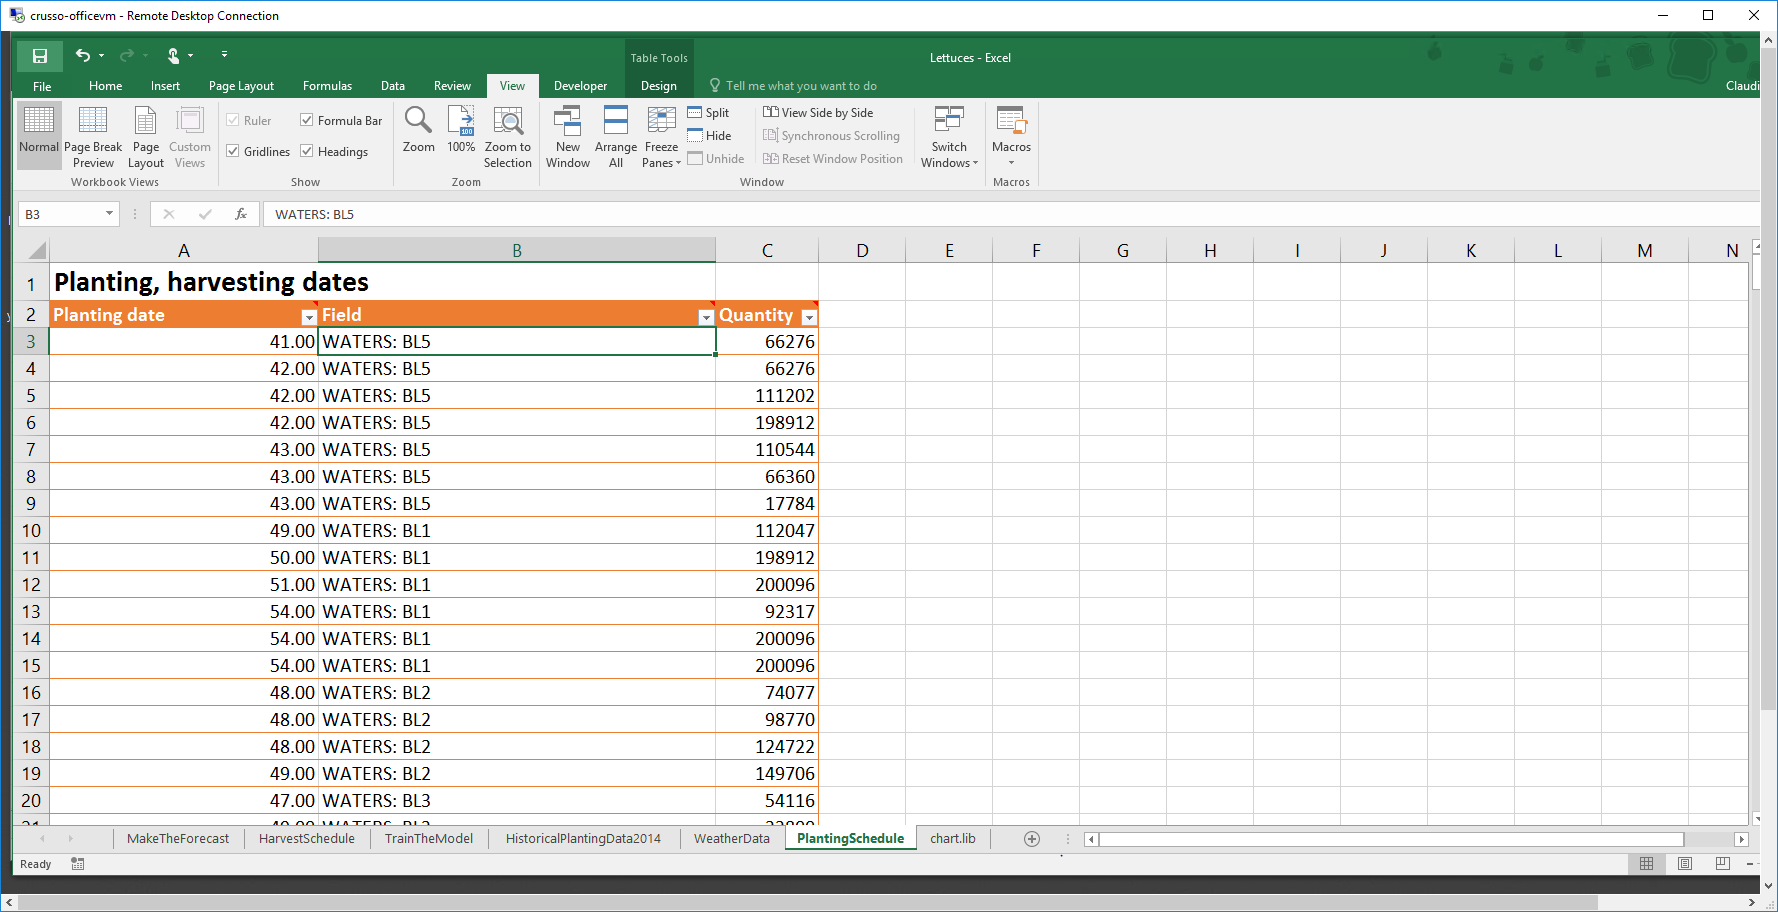 crusso-officevm - Remote Desktop Connection
Table Tools
Lettuces - Excel
File Home Insert Page Layout Formulas Data Review View Developer Design Tell me what you want to do Claudi
Normal Page Break Preview Page Layout Custom Views
Workbook Views
Ruler Formula Bar
Gridlines Headings
Show
Zoom 100% Zoom to Selection
100
Zoom
New Window Arrange All Freeze Panes
Split View Side by Side
Hide Synchronous Scrolling
Unhide Reset Window Position
Switch Windows
Window
Macros
Macros
B3 fx WATERS: BL5
A B C D E F G H I J K L M N
1 Planting, harvesting dates
2 Planting date Field Quantity
3 41.00 WATERS: BL5 66276
4 42.00 WATERS: BL5 66276
5 42.00 WATERS: BL5 111202
6 42.00 WATERS: BL5 198912
7 43.00 WATERS: BL5 110544
8 43.00 WATERS: BL5 66360
9 43.00 WATERS: BL5 17784
10 49.00 WATERS: BL1 112047
11 50.00 WATERS: BL1 198912
12 51.00 WATERS: BL1 200096
13 54.00 WATERS: BL1 92317
14 54.00 WATERS: BL1 200096
15 54.00 WATERS: BL1 200096
16 48.00 WATERS: BL2 74077
17 48.00 WATERS: BL2 98770
18 48.00 WATERS: BL2 124722
19 49.00 WATERS: BL2 149706
20 47.00 WATERS: BL3 54116
MakeTheForecast HarvestSchedule TrainTheModel HistoricalPlantingData2014 WeatherData PlantingSchedule chart.lib
Ready